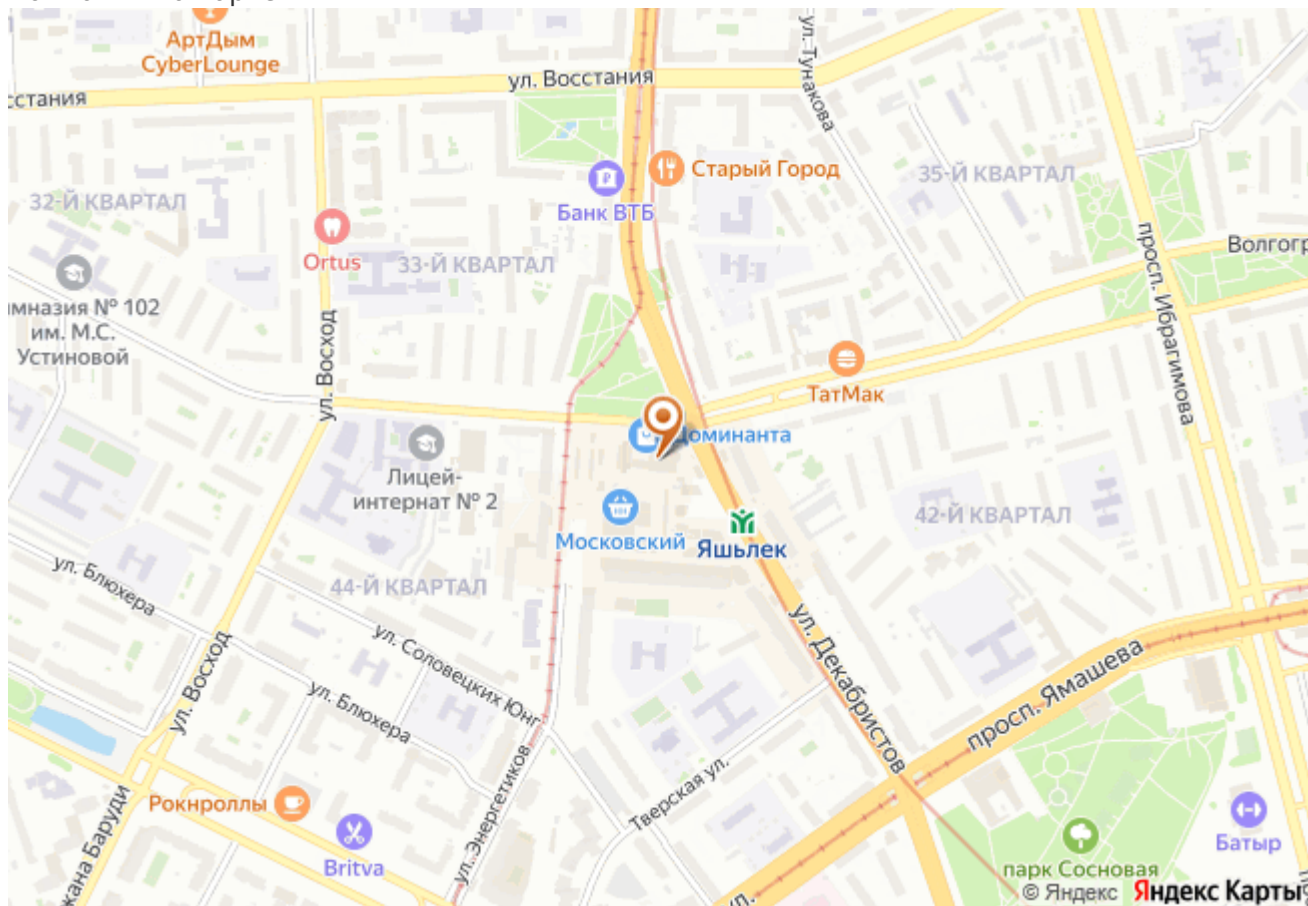 АртДым
CyberLounge
ул. Восстания
сстания
ул. Тунакова
Старый Город
35-Й КВАРТАЛ
32-Й КВАРТАЛ
Банк ВТБ
Ortus
33-Й КВАРТАЛ
просп. Ибрагимова
Волгогр
мназия № 102
им. М.С.
Устиновой
ул. Восход
ТатМак
Доминанта
Лицей-
интернат № 2
Московский
Яшьлек
42-Й КВАРТАЛ
ул. Блюхера
44-Й КВАРТАЛ
ул. Соловецких Юнг
ул. Декабристов
просп. Ямашева
ул. Восход
ул. Блюхера
Тверская ул.
ул. Энергетиков
Рокнроллы
Britva
жана Баруди
Батыр
парк Сосновая
ул.
© Яндекс Яндекс Карты